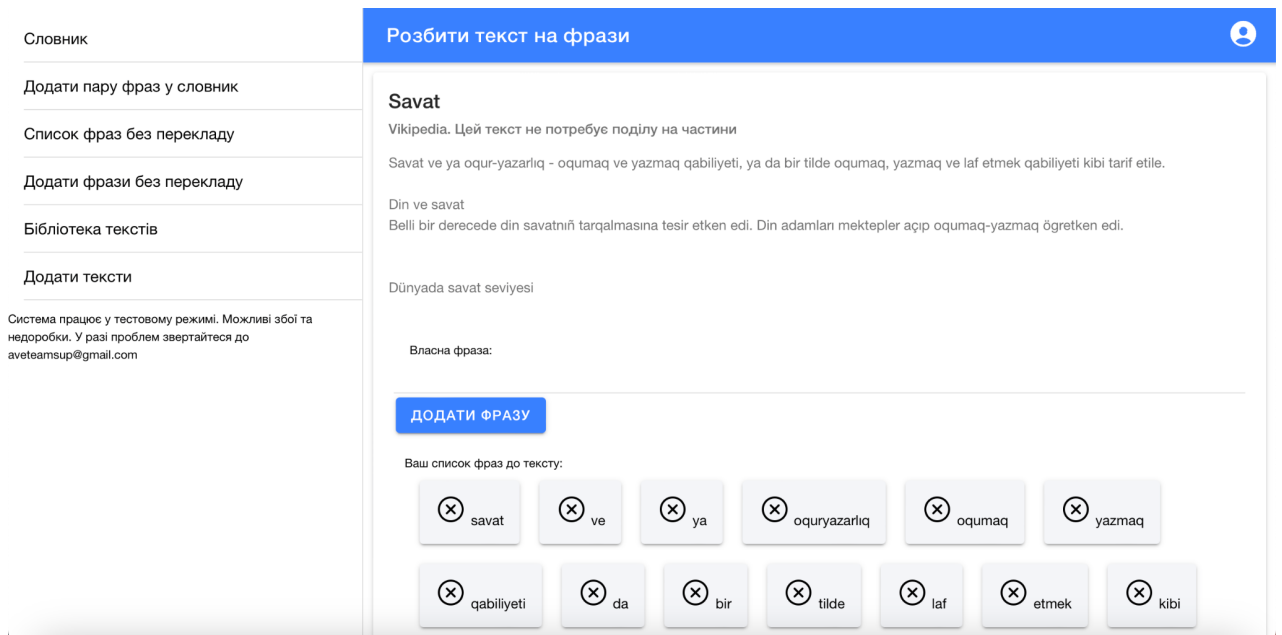 Словник
Додати пару фраз у словник
Список фраз без перекладу
Додати фрази без перекладу
Бібліотека текстів
Додати тексти
Система працює у тестовому режимі. Можливі збої та
недоробки. У разі проблем звертайтеся до
aveteamsup@gmail.com
Розбити текст на фрази
Savat
Vikipedia. Цей текст не потребує поділу на частини
Savat ve ya oqur-yazarlıq - oqumaq ve yazmaq qabiliyeti, ya da bir tilde oqumaq, yazmaq ve laf etmek qabiliyeti kibi tarif etile.
Din ve savat
Belli bir derecede din savatnıñ tarqalmasına tesir etken edi. Din adamları mektepler açıp oqumaq-yazmaq ögretken edi.
Dünyada savat seviyesi
Власна фраза:
ДОДАТИ ФРАЗУ
Ваш список фраз до тексту:
savat ve ya oquryazarlıq oqumaq yazmaq
qabiliyeti da bir tilde laf etmek kibi